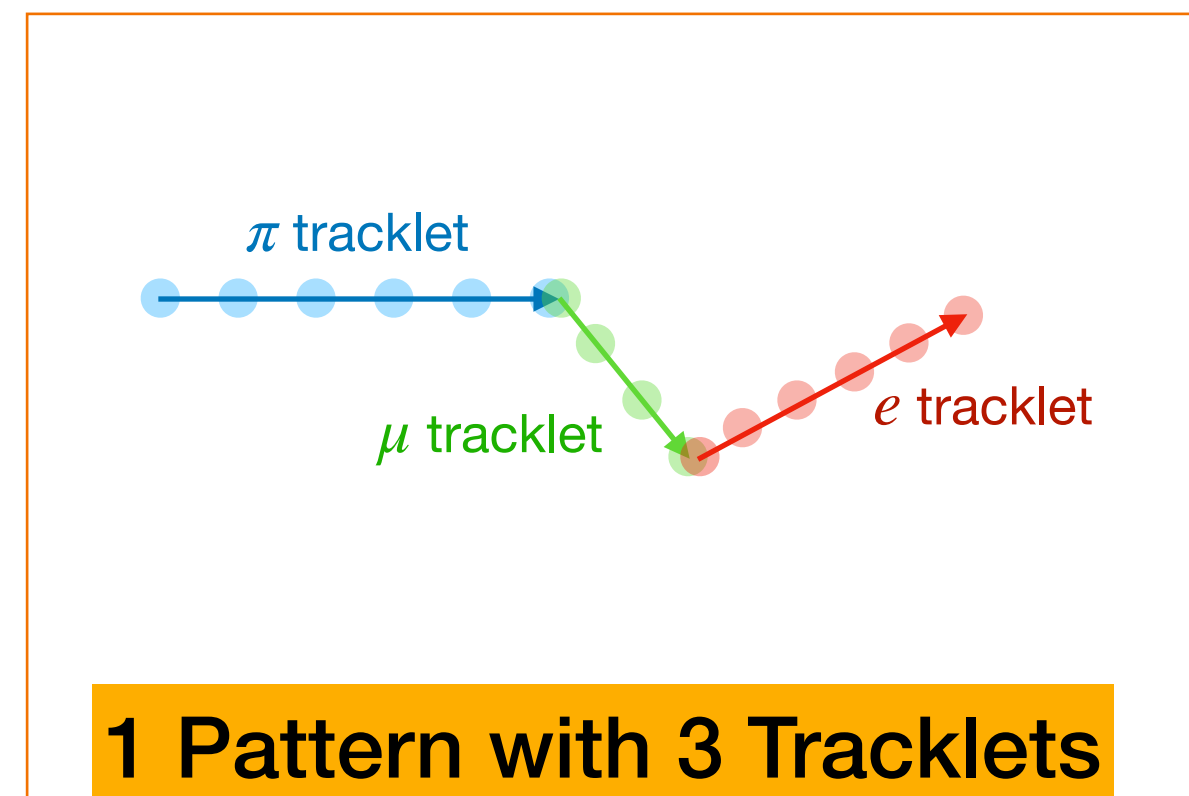 π tracklet
μ tracklet
e tracklet
1 Pattern with 3 Tracklets